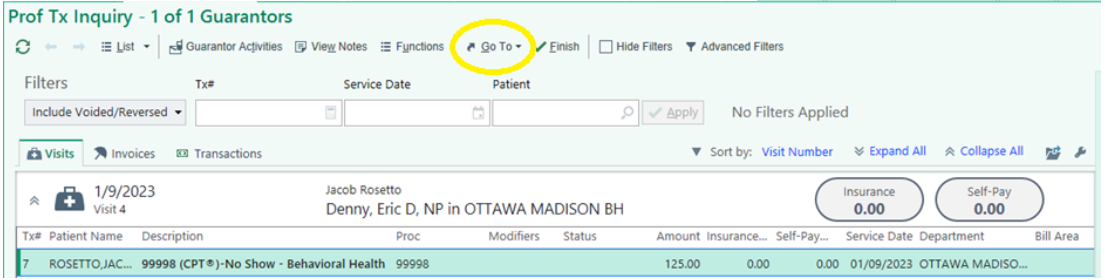 Prof Tx Inquiry - 1 of 1 Guarantors
List Guarantor Activities View Notes Functions Go To Finish Hide Filters Advanced Filters
Filters Tx# Service Date Patient
Include Voided/Reversed Apply No Filters Applied
Visits Invoices Transactions Sort by: Visit Number Expand All Collapse All
1/9/2023 Jacob Rosetto Insurance Self-Pay
Visit 4 Denny, Eric D, NP in OTTAWA MADISON BH 0.00 0.00
Tx# Patient Name Description Proc Modifiers Status Amount Insurance... Self-Pay... Service Date Department Bill Area
7 ROSETTO,JAC... 99998 (CPT®)-No Show - Behavioral Health 99998 125.00 0.00 0.00 01/09/2023 OTTAWA MADISO...